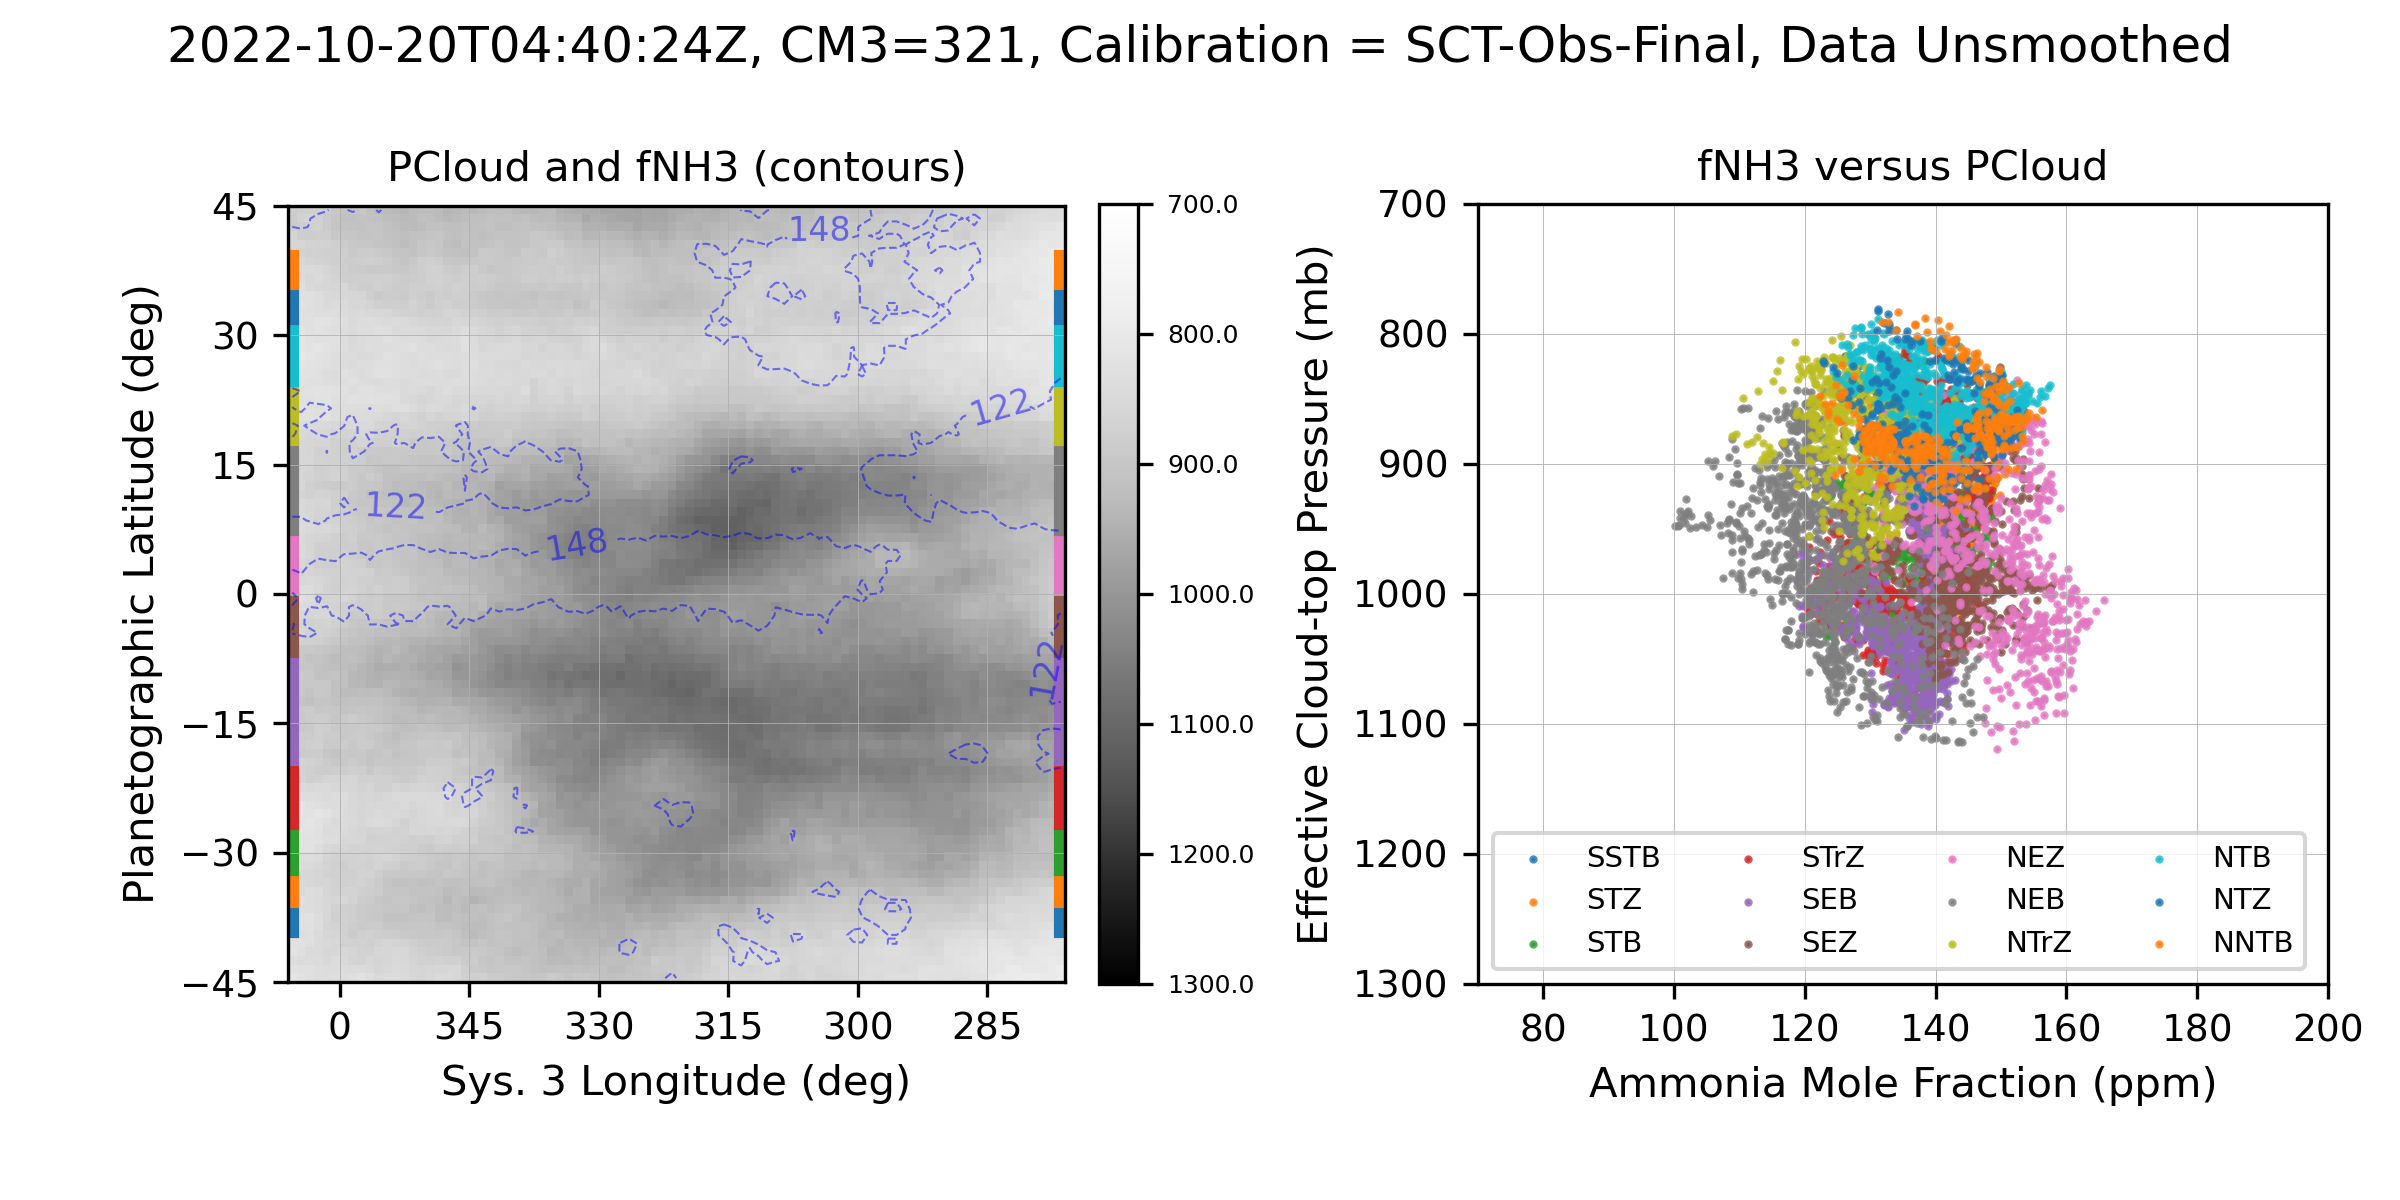 2022-10-20T04:40:24Z, CM3=321, Calibration = SCT-Obs-Final, Data Unsmoothed
PCloud and fNH3 (contours)
Planetographic Latitude (deg)
45
30
15
0
−15
−30
−45
148
122
122
148
122
0 345 330 315 300 285
Sys. 3 Longitude (deg)
700.0
800.0
900.0
1000.0
1100.0
1200.0
1300.0
fNH3 versus PCloud
Effective Cloud-top Pressure (mb)
700
800
900
1000
1100
1200
1300
SSTB STrZ NEZ NTB
STZ SEB NEB NTZ
STB SEZ NTrZ NNTB
80 100 120 140 160 180 200
Ammonia Mole Fraction (ppm)